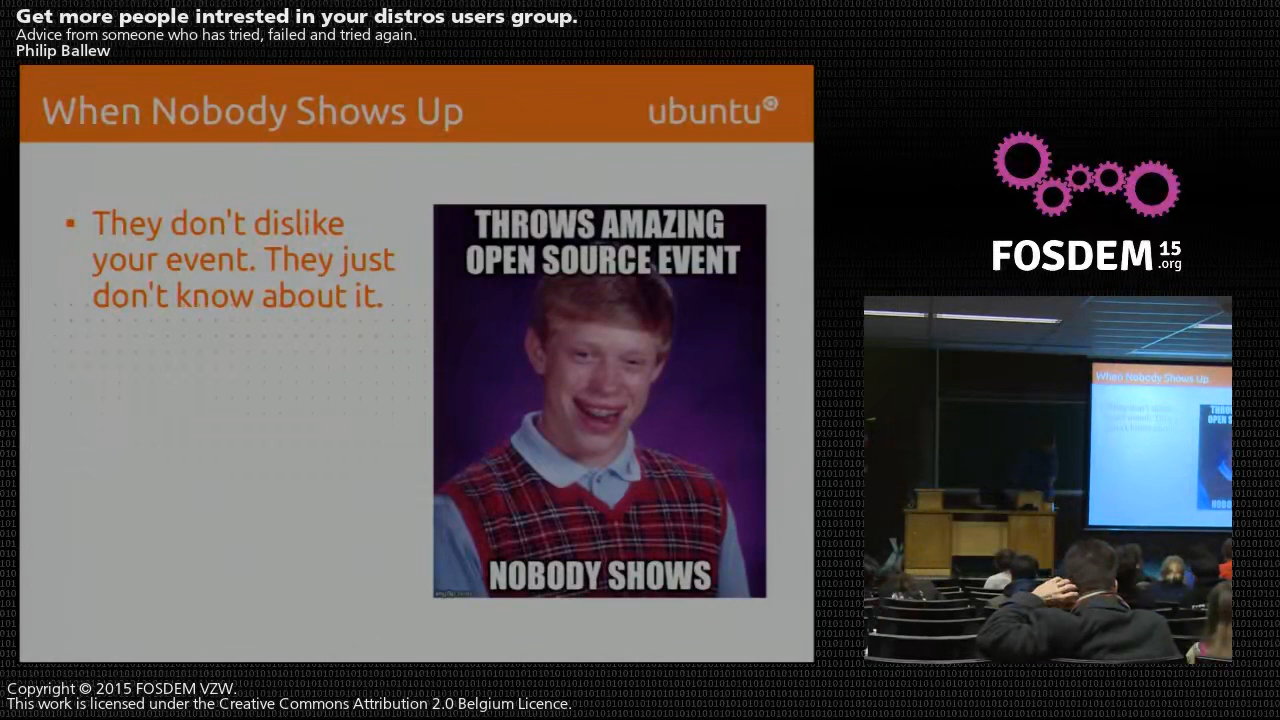 Get more people intrested in your distros users group.
Advice from someone who has tried, failed and tried again.
Philip Ballew
When Nobody Shows Up
ubuntu
▪ They don't dislike
your event. They just
don't know about it.
THROWS AMAZING
OPEN SOURCE EVENT
NOBODY SHOWS
FOSDEM 15
.org
When Nobody Shows Up
Copyright © 2015 FOSDEM VZW.
This work is licensed under the Creative Commons Attribution 2.0 Belgium Licence.